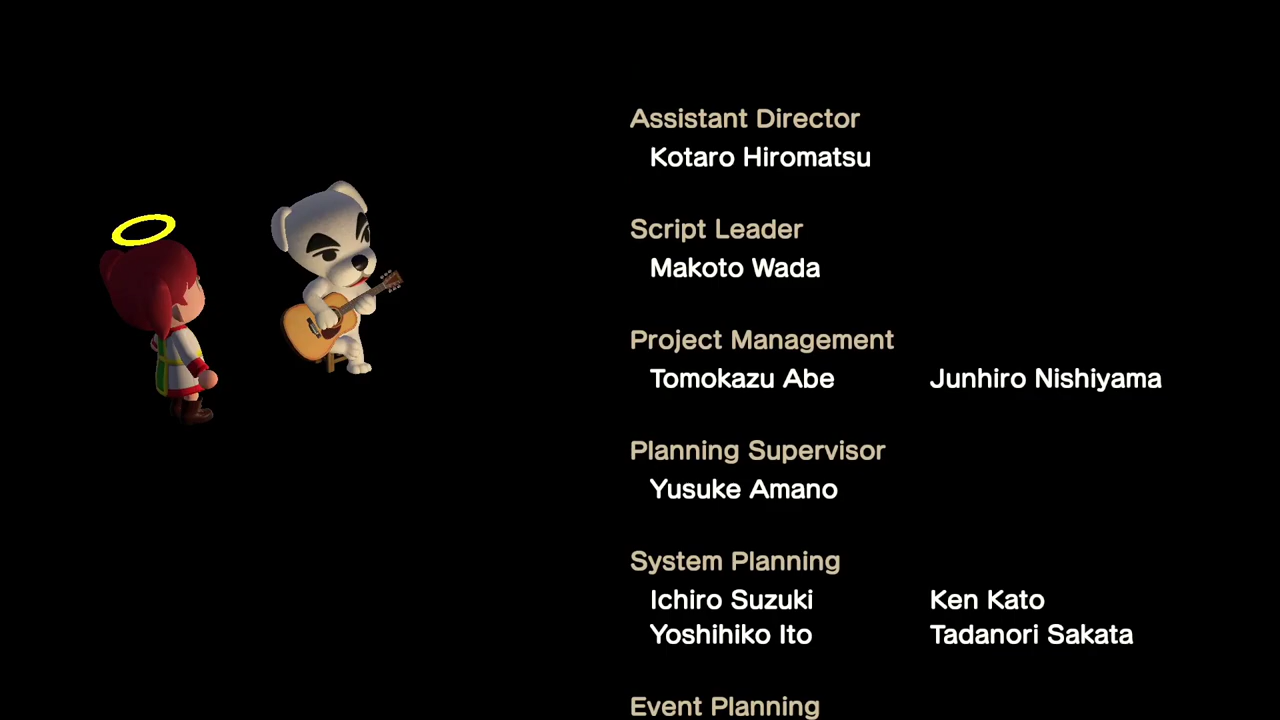 Assistant Director
Kotaro Hiromatsu
Script Leader
Makoto Wada
Project Management
Tomokazu Abe Junhiro Nishiyama
Planning Supervisor
Yusuke Amano
System Planning
Ichiro Suzuki Ken Kato
Yoshihiko Ito Tadanori Sakata
Event Planning